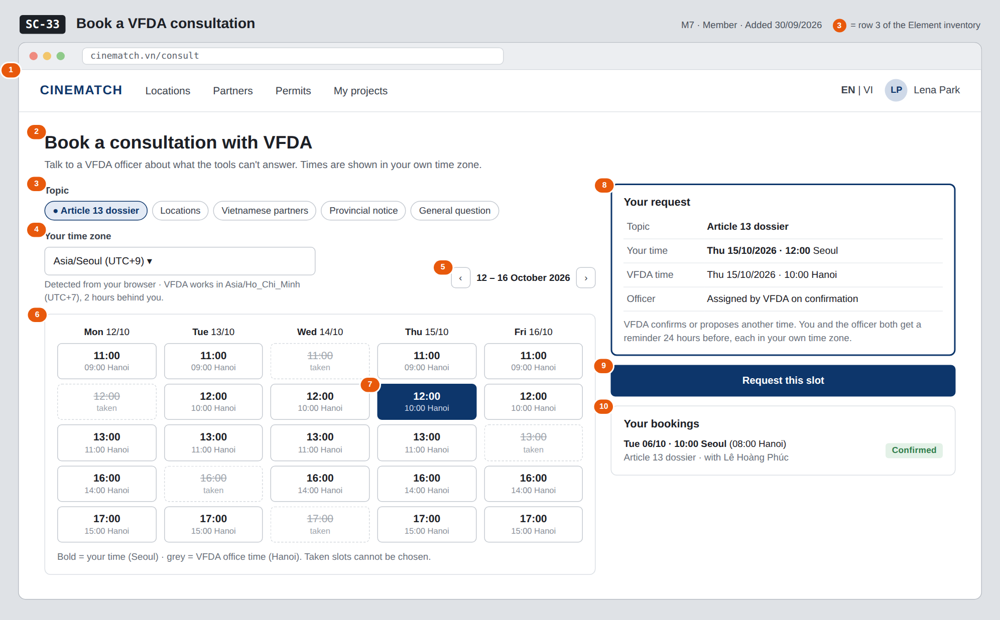 SC-33 Book a VFDA consultation
M7 · Member · Added 30/09/2026 3 = row 3 of the Element inventory
cinematch.vn/consult
1
CINEMATCH Locations Partners Permits My projects EN | VI LP Lena Park
2
Book a consultation with VFDA
Talk to a VFDA officer about what the tools can't answer. Times are shown in your own time zone.
3
Topic
● Article 13 dossier Locations Vietnamese partners Provincial notice General question
4
Your time zone
Asia/Seoul (UTC+9) ▾
Detected from your browser · VFDA works in Asia/Ho_Chi_Minh
(UTC+7), 2 hours behind you.
5
‹ 12 – 16 October 2026 ›
6
Mon 12/10 Tue 13/10 Wed 14/10 Thu 15/10 Fri 16/10
11:00 11:00 11:00 11:00 11:00
09:00 Hanoi 09:00 Hanoi taken 09:00 Hanoi 09:00 Hanoi
7
12:00 12:00 12:00 12:00 12:00
taken 10:00 Hanoi 10:00 Hanoi 10:00 Hanoi 10:00 Hanoi
13:00 13:00 13:00 13:00 13:00
11:00 Hanoi 11:00 Hanoi 11:00 Hanoi 11:00 Hanoi taken
16:00 16:00 16:00 16:00 16:00
14:00 Hanoi taken 14:00 Hanoi 14:00 Hanoi 14:00 Hanoi
17:00 17:00 17:00 17:00 17:00
15:00 Hanoi 15:00 Hanoi taken 15:00 Hanoi 15:00 Hanoi
Bold = your time (Seoul) · grey = VFDA office time (Hanoi). Taken slots cannot be chosen.
8
Your request
Topic Article 13 dossier
Your time Thu 15/10/2026 · 12:00 Seoul
VFDA time Thu 15/10/2026 · 10:00 Hanoi
Officer Assigned by VFDA on confirmation
VFDA confirms or proposes another time. You and the officer both get a
reminder 24 hours before, each in your own time zone.
9
Request this slot
10
Your bookings
Tue 06/10 · 10:00 Seoul (08:00 Hanoi)
Article 13 dossier · with Lê Hoàng Phúc
Confirmed